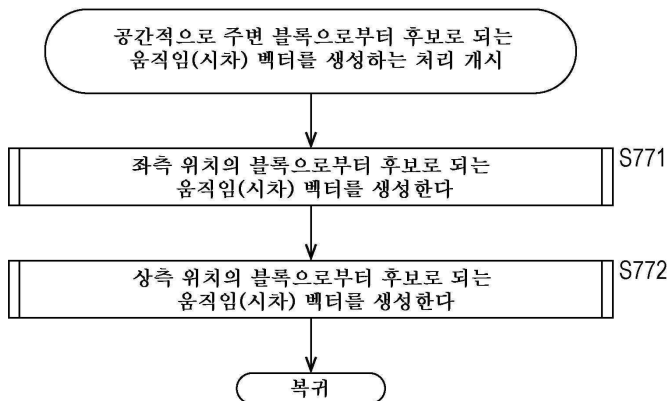 공간적으로 주변 블록으로부터 후보로 되는
움직임(시차) 벡터를 생성하는 처리 개시
좌측 위치의 블록으로부터 후보로 되는
움직임(시차) 벡터를 생성한다
S771
상측 위치의 블록으로부터 후보로 되는
움직임(시차) 벡터를 생성한다
S772
복귀